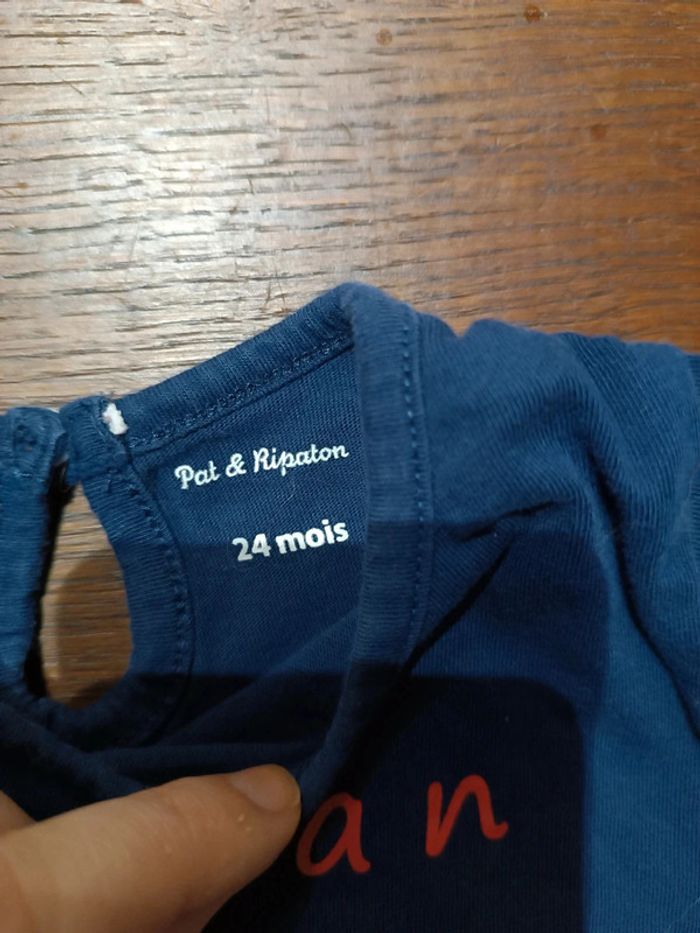 Pat & Ripaton
24 mois
an